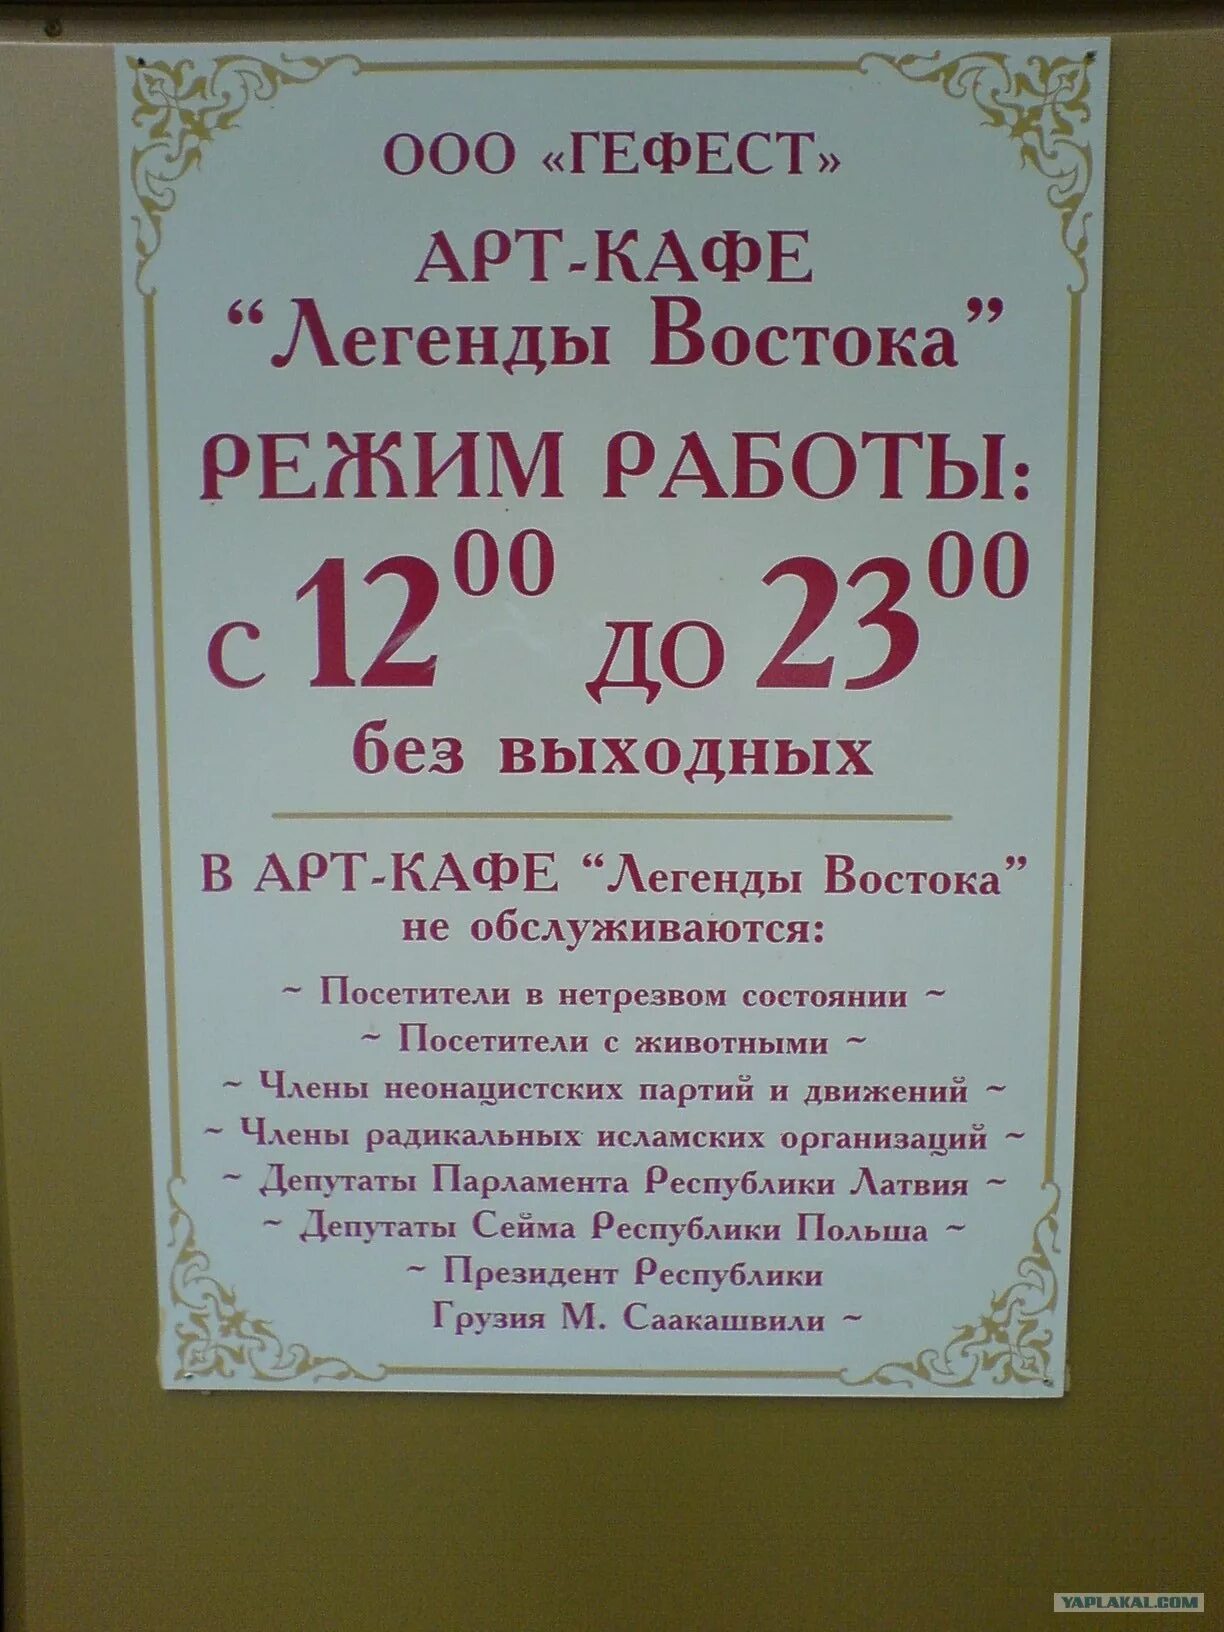 ООО «ГЕФЕСТ»
АРТ-КАФЕ
“Легенды Востока”
РЕЖИМ РАБОТЫ:
с 12⁰⁰ до 23⁰⁰
без выходных
В АРТ-КАФЕ “Легенды Востока”
не обслуживаются:
~ Посетители в нетрезвом состоянии ~
~ Посетители с животными ~
~ Члены неонацистских партий и движений ~
~ Члены радикальных исламских организаций ~
~ Депутаты Парламента Республики Латвия ~
~ Депутаты Сейма Республики Польша ~
~ Президент Республики
Грузия М. Саакашвили ~
YAPLAKAL.COM